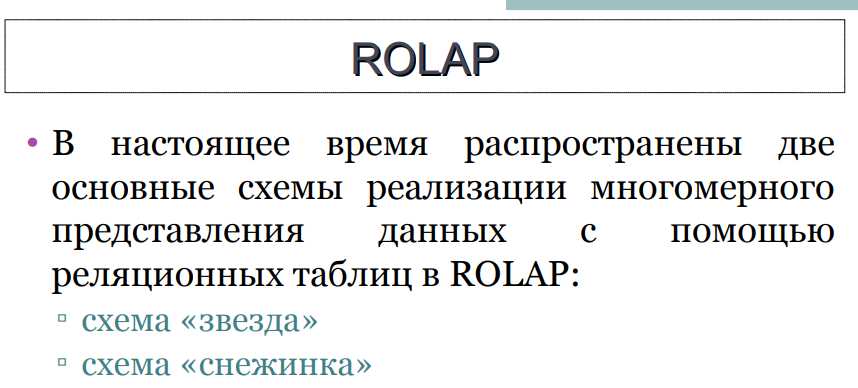 ROLAP
• В настоящее время распространены две
основные схемы реализации многомерного
представления данных с помощью
реляционных таблиц в ROLAP:
▫ схема «звезда»
▫ схема «снежинка»